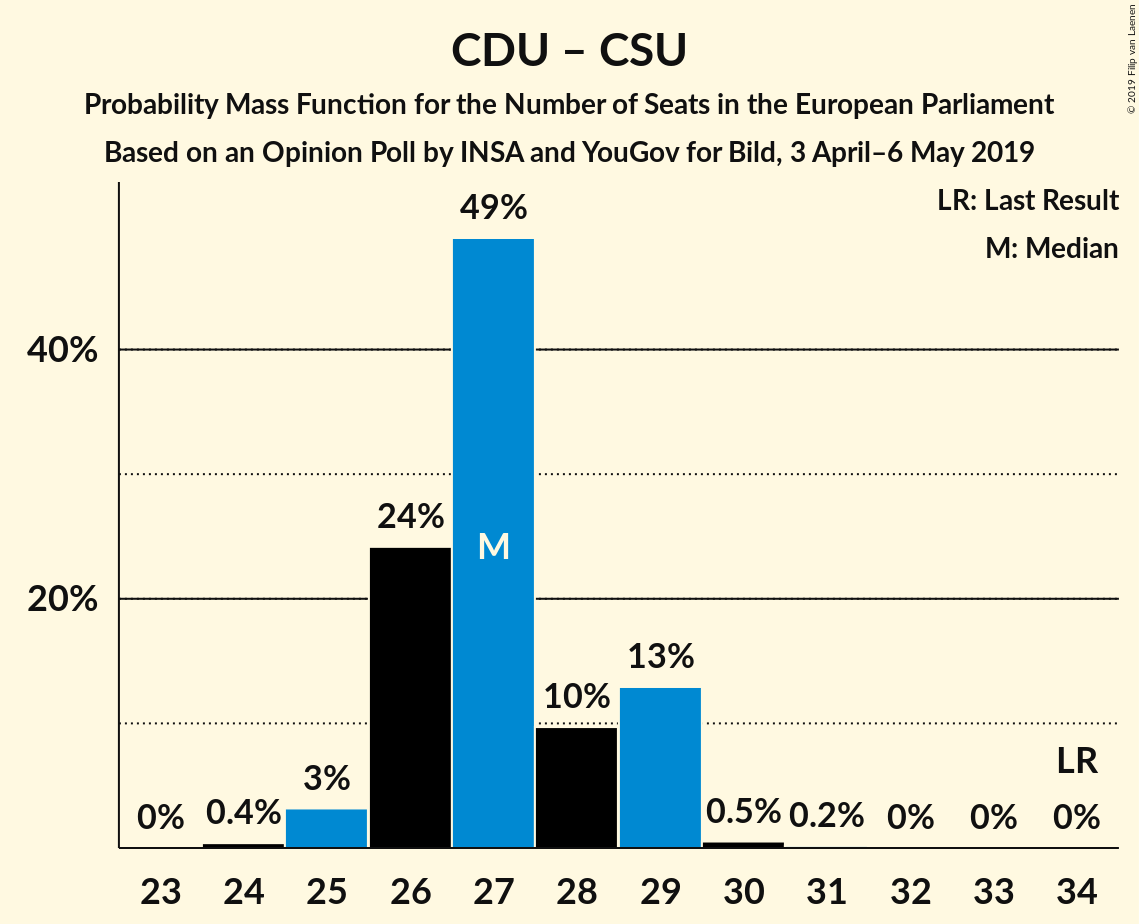 CDU – CSU
Probability Mass Function for the Number of Seats in the European Parliament
Based on an Opinion Poll by INSA and YouGov for Bild, 3 April–6 May 2019
© 2019 Filip van Laenen
LR: Last Result
M: Median
49%
40%
24%
M
20%
13%
10%
3%
LR
0% 0.4% 0.5% 0.2% 0% 0% 0%
23 24 25 26 27 28 29 30 31 32 33 34